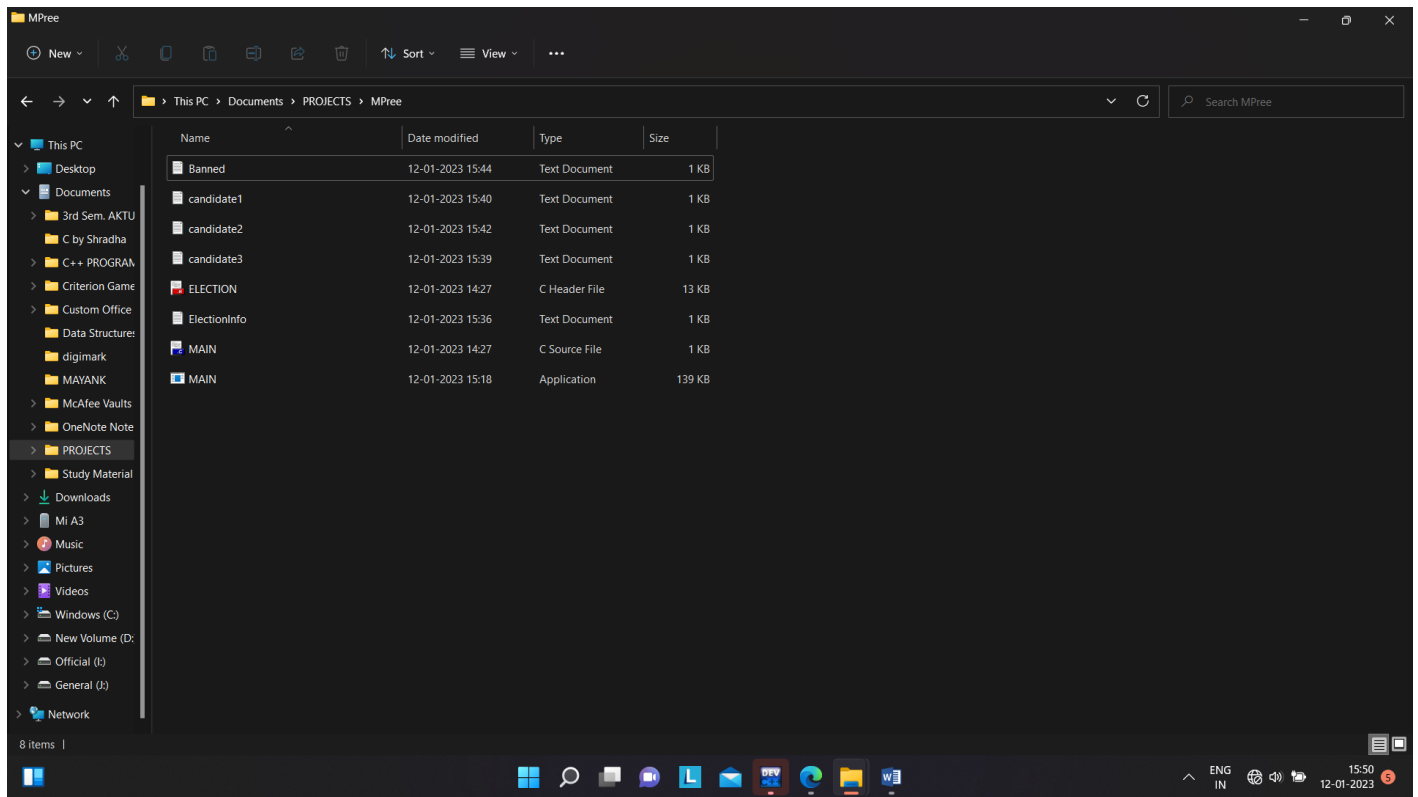 MPree
New Sort View
This PC Documents PROJECTS MPree Search MPree
Name Date modified Type Size
Banned 12-01-2023 15:44 Text Document 1 KB
candidate1 12-01-2023 15:40 Text Document 1 KB
candidate2 12-01-2023 15:42 Text Document 1 KB
candidate3 12-01-2023 15:39 Text Document 1 KB
ELECTION 12-01-2023 14:27 C Header File 13 KB
ElectionInfo 12-01-2023 15:36 Text Document 1 KB
MAIN 12-01-2023 14:27 C Source File 1 KB
MAIN 12-01-2023 15:18 Application 139 KB
This PC
Desktop
Documents
3rd Sem. AKTU
C by Shradha
C++ PROGRAM
Criterion Game
Custom Office
Data Structures
digimark
MAYANK
McAfee Vaults
OneNote Note
PROJECTS
Study Material
Downloads
Mi A3
Music
Pictures
Videos
Windows (C:)
New Volume (D:
Official (I:)
General (J:)
Network
8 items
L DEV W ENG 15:50
IN 12-01-2023 5